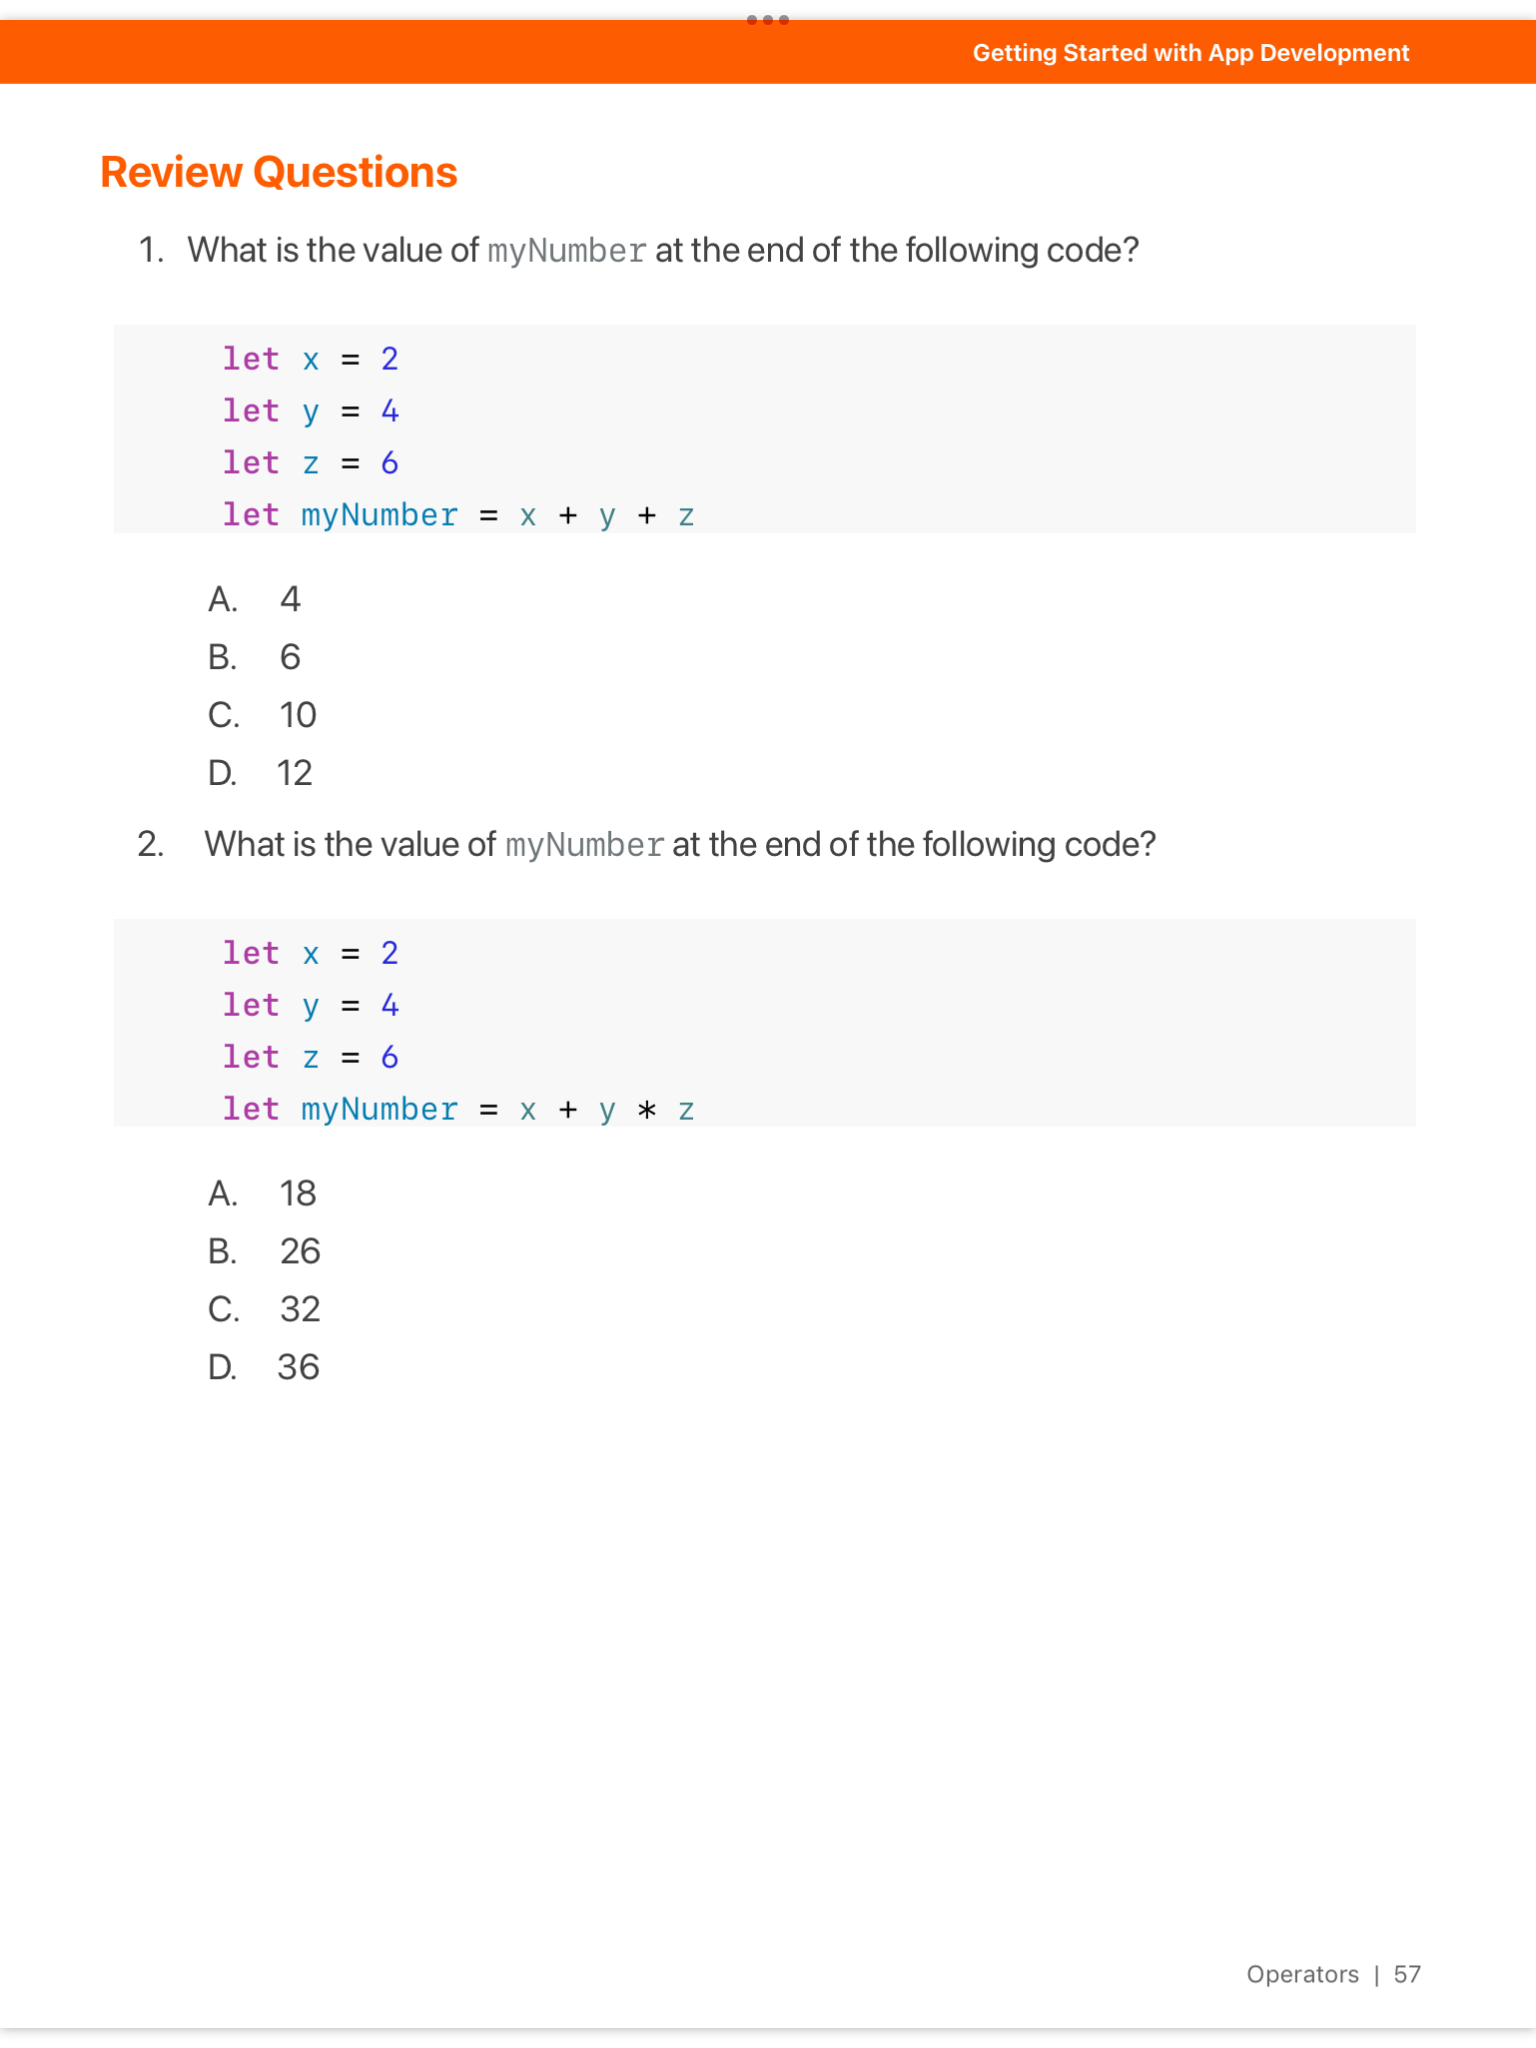 Getting Started with App Development
Review Questions
1. What is the value of myNumber at the end of the following code?
let x = 2
let y = 4
let z = 6
let myNumber = x + y + z
A. 4
B. 6
C. 10
D. 12
2. What is the value of myNumber at the end of the following code?
let x = 2
let y = 4
let z = 6
let myNumber = x + y * z
A. 18
B. 26
C. 32
D. 36
Operators | 57